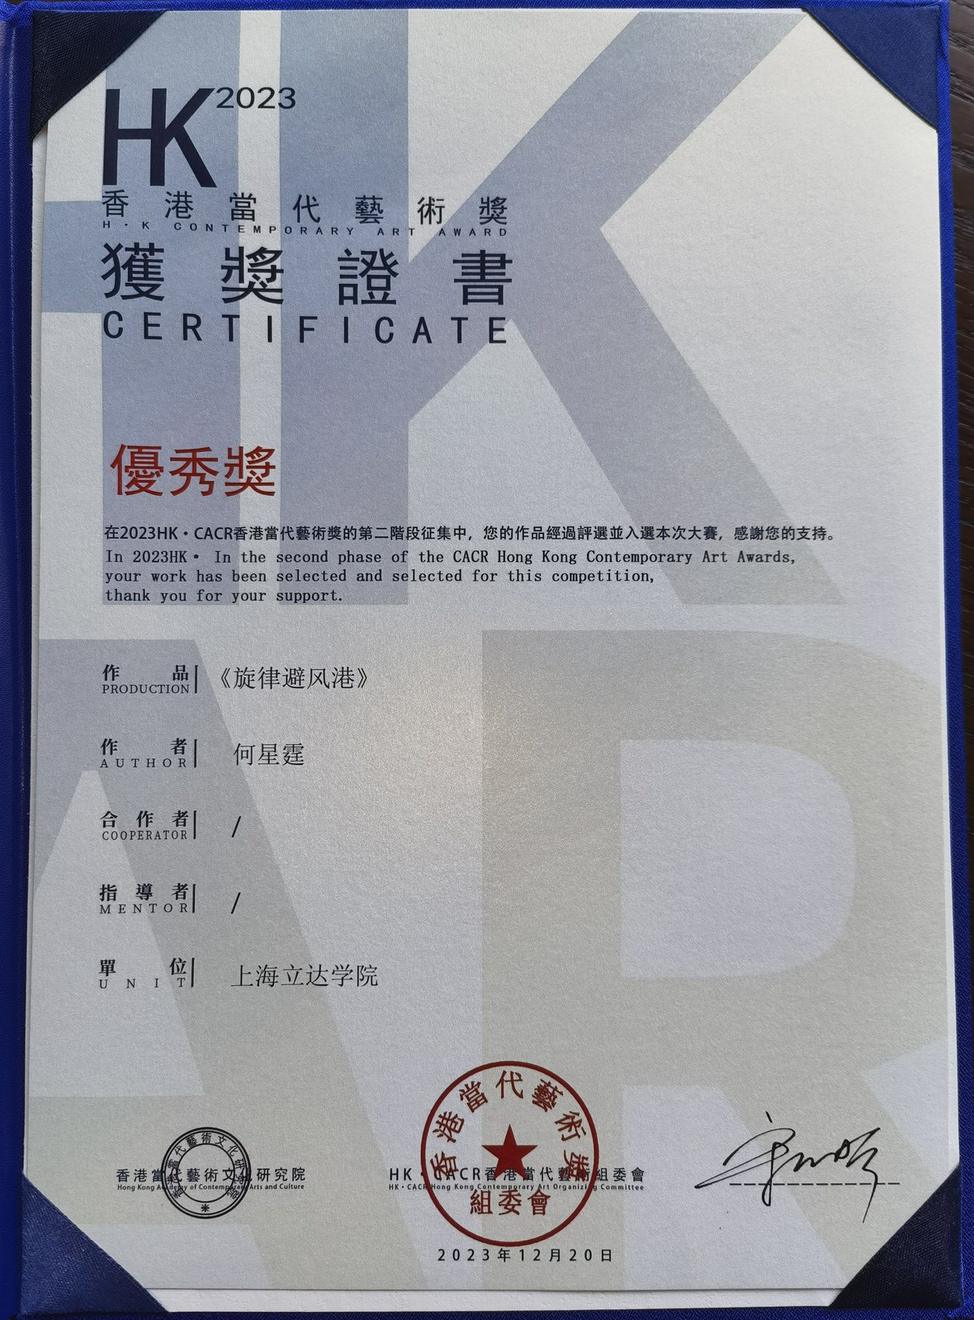 HK2023
香港當代藝術獎
H·K CONTEMPORARY ART AWARD
獲獎證書
CERTIFICATE
優秀獎
在2023HK·CACR香港當代藝術獎的第二階段征集中，您的作品經過評選並入選本次大賽，感謝您的支持。
In 2023HK· In the second phase of the CACR Hong Kong Contemporary Art Awards,
your work has been selected and selected for this competition,
thank you for your support.
作品 《旋律避风港》
PRODUCTION
作者 何星霆
AUTHOR
合作者 /
COOPERATOR
指導者 /
MENTOR
單位 上海立达学院
UNIT
香港當代藝術獎
組委會
香港當代藝術文化研究院
Hong Kong Academy of Contemporary Arts and Culture
HK·CACR香港當代藝術組委會
HK·CACR Hong Kong Contemporary Art Organizing Committee
2023年12月20日